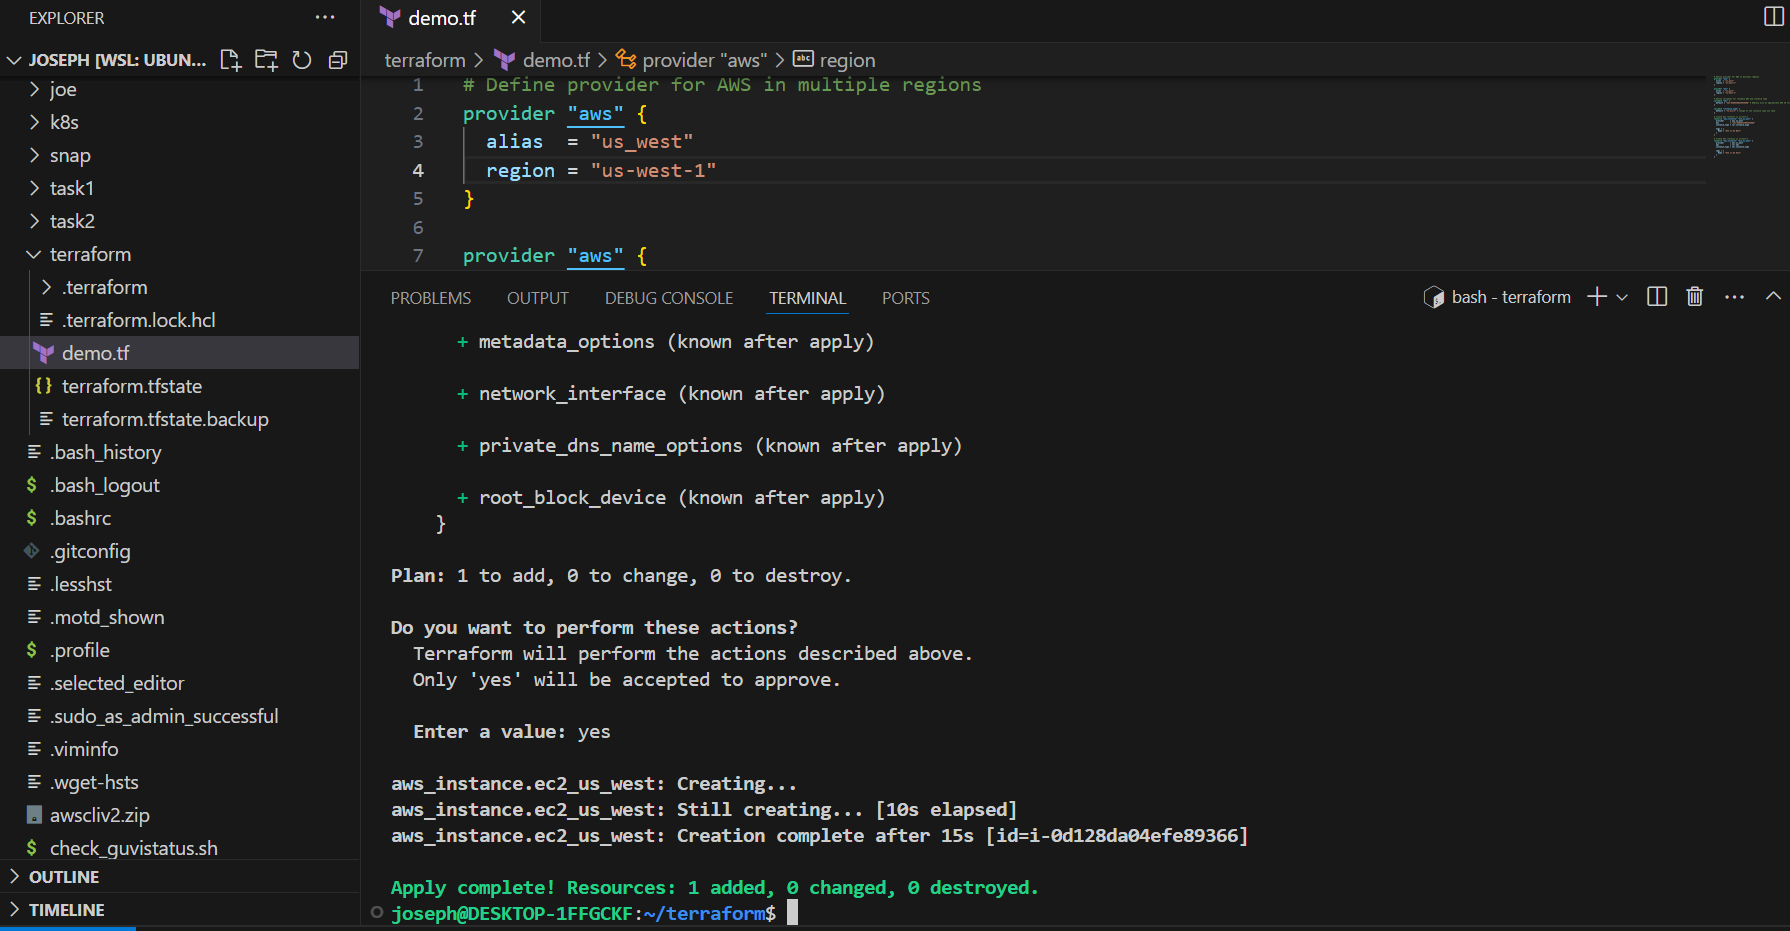 EXPLORER
JOSEPH [WSL: UBUN...
joe
k8s
snap
task1
task2
terraform
.terraform
.terraform.lock.hcl
demo.tf
terraform.tfstate
terraform.tfstate.backup
.bash_history
.bash_logout
.bashrc
.gitconfig
.lesshst
.motd_shown
.profile
.selected_editor
.sudo_as_admin_successful
.viminfo
.wget-hsts
awscliv2.zip
check_guvistatus.sh
OUTLINE
TIMELINE
demo.tf
terraform > demo.tf > provider "aws" > region
1 # Define provider for AWS in multiple regions
2 provider "aws" {
3 alias = "us_west"
4 region = "us-west-1"
5 }
6
7 provider "aws" {
PROBLEMS OUTPUT DEBUG CONSOLE TERMINAL PORTS bash - terraform
+ metadata_options (known after apply)
+ network_interface (known after apply)
+ private_dns_name_options (known after apply)
+ root_block_device (known after apply)
}
Plan: 1 to add, 0 to change, 0 to destroy.
Do you want to perform these actions?
Terraform will perform the actions described above.
Only 'yes' will be accepted to approve.
Enter a value: yes
aws_instance.ec2_us_west: Creating...
aws_instance.ec2_us_west: Still creating... [10s elapsed]
aws_instance.ec2_us_west: Creation complete after 15s [id=i-0d128da04efe89366]
Apply complete! Resources: 1 added, 0 changed, 0 destroyed.
joseph@DESKTOP-1FFGCKF:~/terraform$